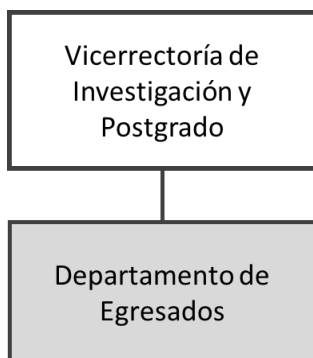 Vicerrectoría de
Investigación y
Postgrado
Departamento de
Egresados